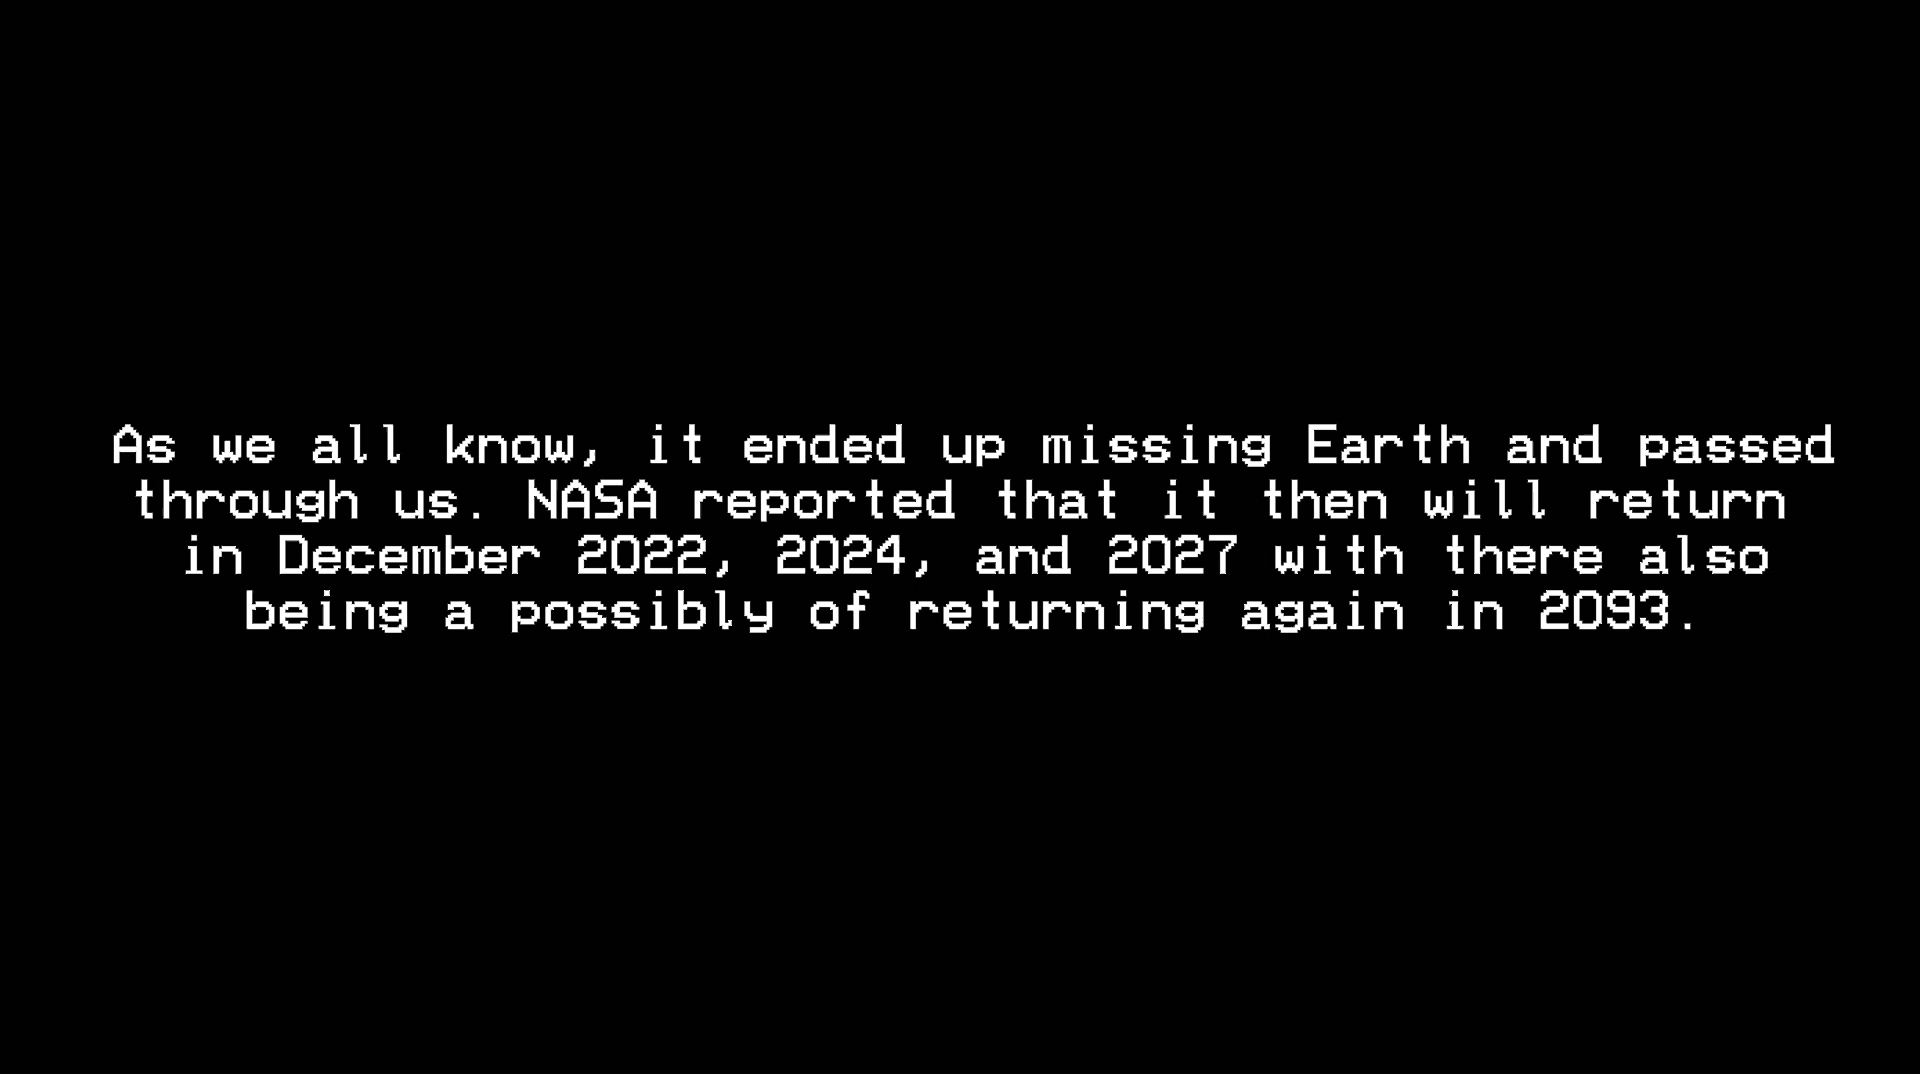 As we all know, it ended up missing Earth and passed
through us. NASA reported that it then will return
in December 2022, 2024, and 2027 with there also
being a possibly of returning again in 2093.